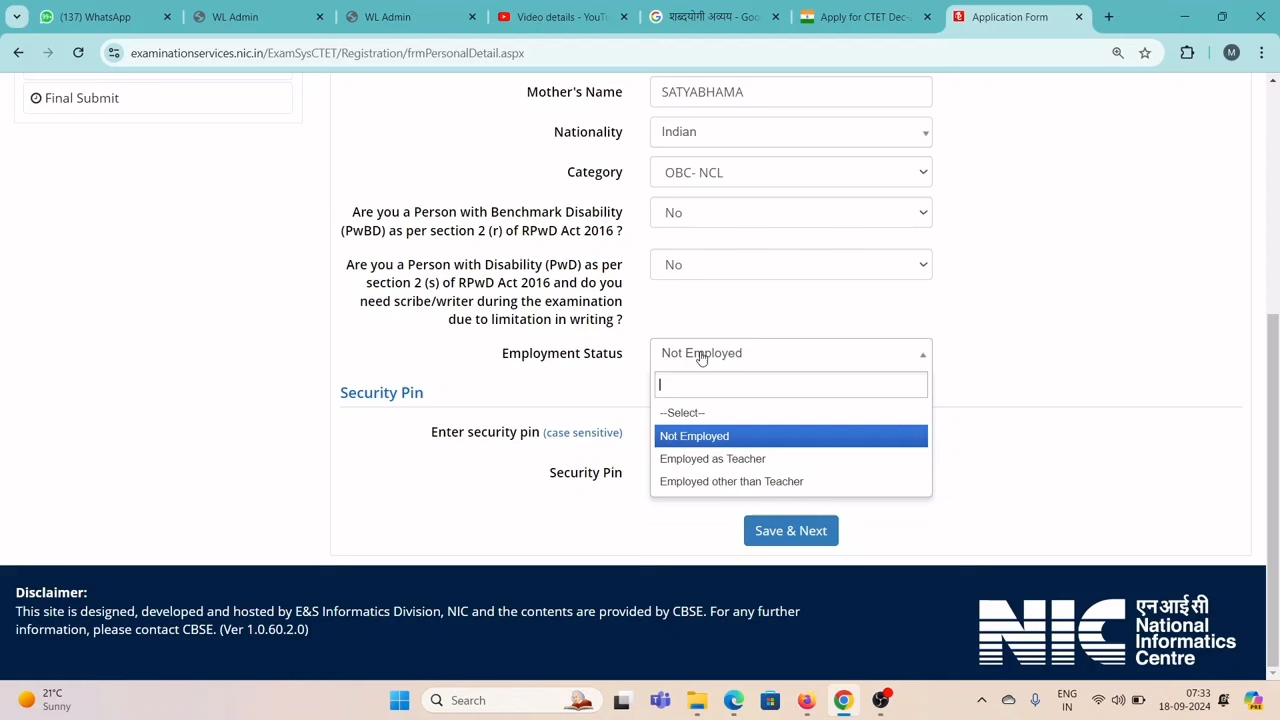 (137) WhatsApp
WL Admin
WL Admin
Video details - YouT
शब्दयोगी अव्यय - Goo
Apply for CTET Dec-
Application Form
examinationservices.nic.in/ExamSysCTET/Registration/frmPersonalDetail.aspx
M
Final Submit
Mother's Name
SATYABHAMA
Nationality
Indian
Category
OBC- NCL
Are you a Person with Benchmark Disability
(PwBD) as per section 2 (r) of RPwD Act 2016 ?
No
Are you a Person with Disability (PwD) as per
section 2 (s) of RPwD Act 2016 and do you
need scribe/writer during the examination
due to limitation in writing ?
No
Employment Status
Not Employed
--Select--
Not Employed
Employed as Teacher
Employed other than Teacher
Security Pin
Enter security pin (case sensitive)
Security Pin
Save & Next
Disclaimer:
This site is designed, developed and hosted by E&S Informatics Division, NIC and the contents are provided by CBSE. For any further
information, please contact CBSE. (Ver 1.0.60.2.0)
NIC
एनआईसी
National
Informatics
Centre
21°C
Sunny
Search
ENG
IN
07:33
18-09-2024
PRE